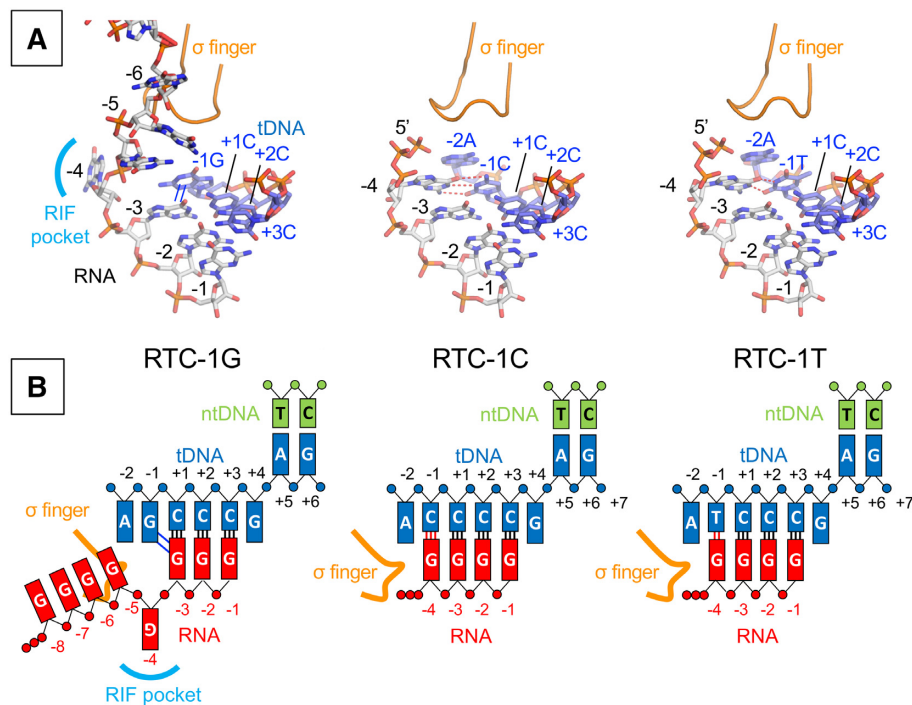 A
σ finger
-6
-5
tDNA
+1C
-1G
+2C
-4
RIF
pocket
-3
+3C
-2
RNA
-1
σ finger
5'
-2A
+1C
-1C
+2C
-4
-3
+3C
-2
-1
σ finger
5'
-2A
+1C
-1T
+2C
-4
-3
+3C
-2
-1
B
RTC-1G
RTC-1C
RTC-1T
ntDNA
T C
tDNA
A G
-2 -1 +1 +2 +3 +4
+5 +6
A G C C C G
σ finger
G G G G G G G
-8 -7 -6 -5 -3 -2 -1
RNA
G
-4
RIF pocket
ntDNA
T C
tDNA
A G
-2 -1 +1 +2 +3 +4
+5 +6 +7
A C C C C G
σ finger
G G G G
-4 -3 -2 -1
RNA
ntDNA
T C
tDNA
A G
-2 -1 +1 +2 +3 +4
+5 +6 +7
A T C C C G
σ finger
G G G G
-4 -3 -2 -1
RNA